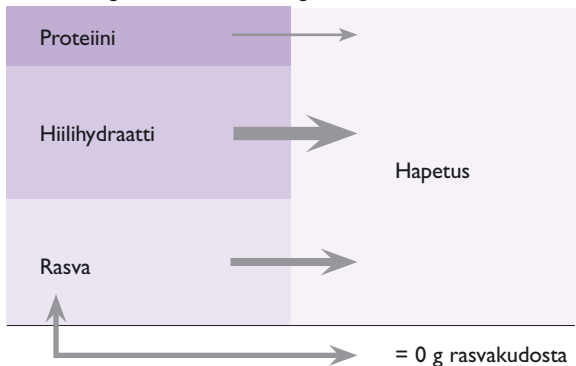 Proteiini
Hiilihydraatti
Hapetus
Rasva
= 0 g rasvakudosta